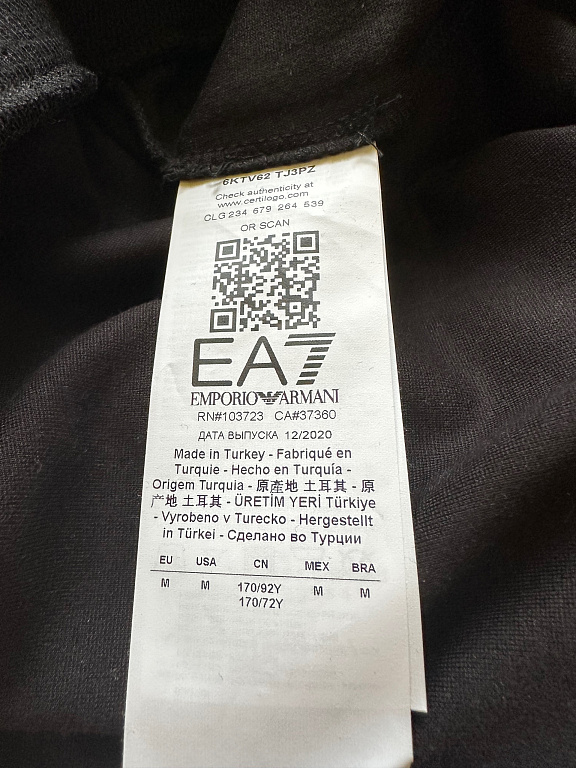 6KTV62 TJ3PZ
Check authenticity at
www.certilogo.com
CLG 234 679 264 539
OR SCAN
EA7
EMPORIO ARMANI
RN#103723 CA#37360
ДАТА ВЫПУСКА 12/2020
Made in Turkey - Fabriqué en
Turquie - Hecho en Turquía -
Origem Turquia - 原產地 土耳其 - 原
产地 土耳其 - ÜRETİM YERİ Türkiye
- Vyrobeno v Turecko - Hergestellt
in Türkei - Сделано во Турции
EU USA CN MEX BRA
M M 170/92Y M M
170/72Y